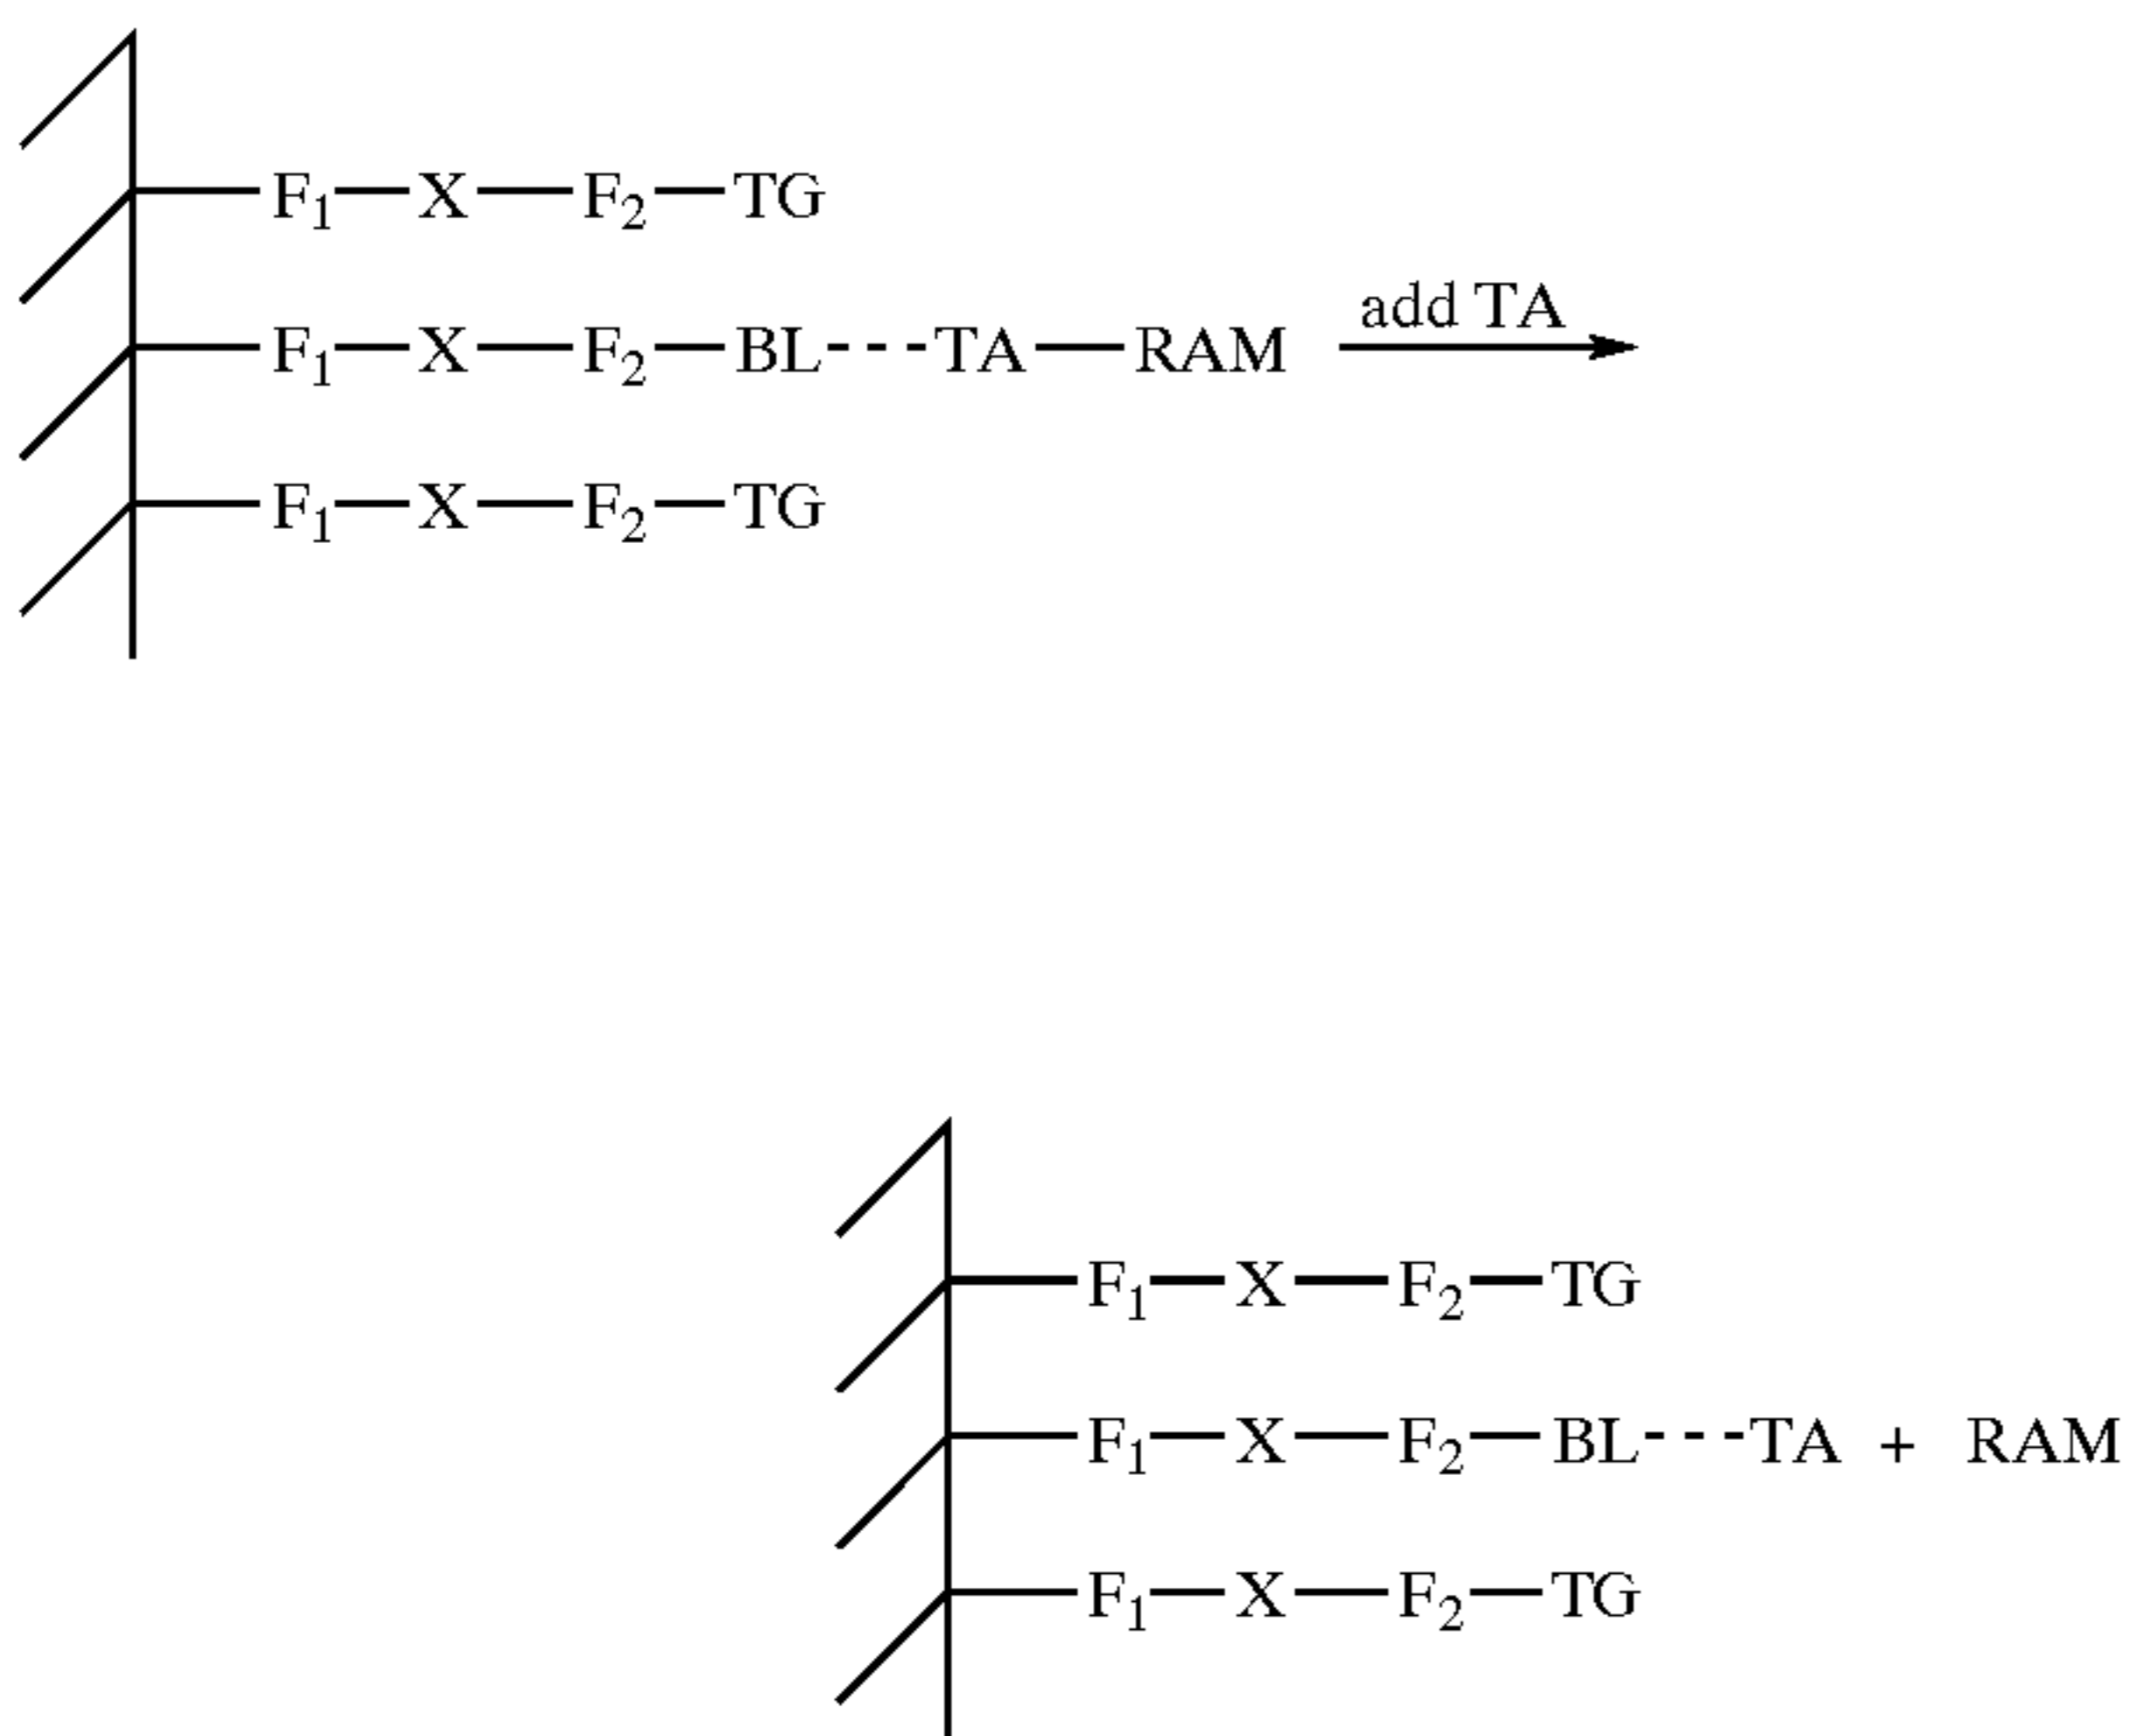 F₁—X—F₂—TG
add TA
F₁—X—F₂—BL---TA—RAM
F₁—X—F₂—TG
F₁—X—F₂—TG
F₁—X—F₂—BL---TA + RAM
F₁—X—F₂—TG